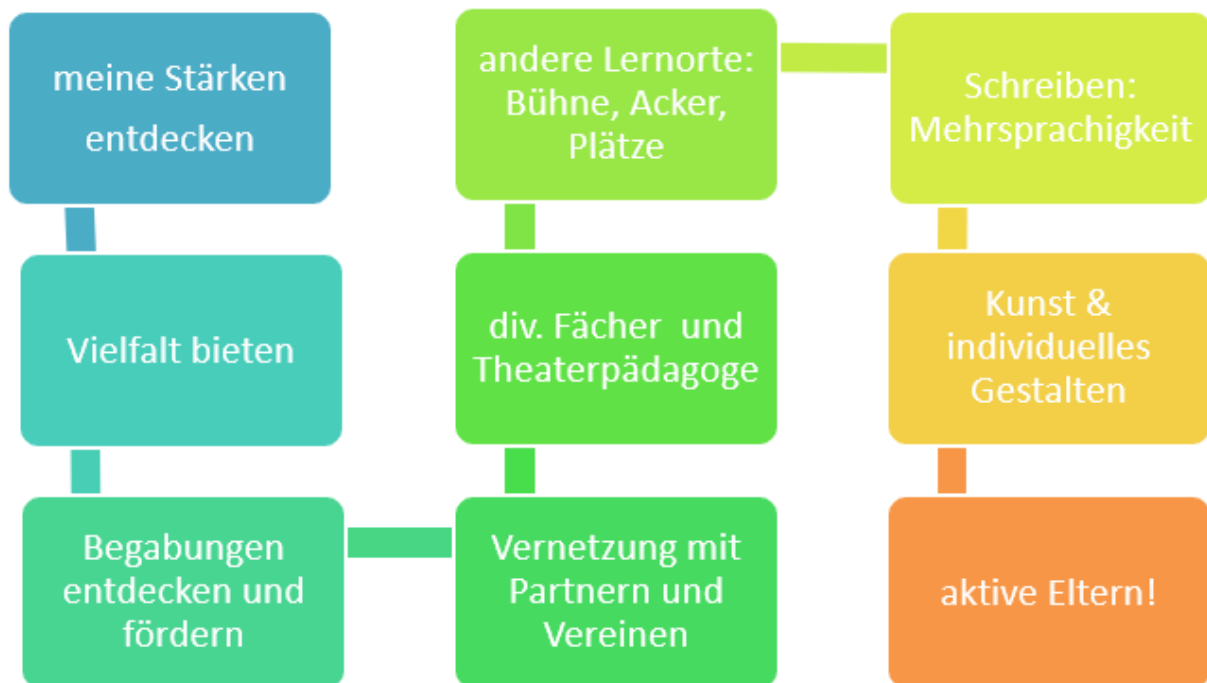 meine Stärken
entdecken
Vielfalt bieten
Begabungen
entdecken und
fördern
Vernetzung mit
Partnern und
Vereinen
div. Fächer und
Theaterpädagoge
andere Lernorte:
Bühne, Acker,
Plätze
Schreiben:
Mehrsprachigkeit
Kunst &
individuelles
Gestalten
aktive Eltern!